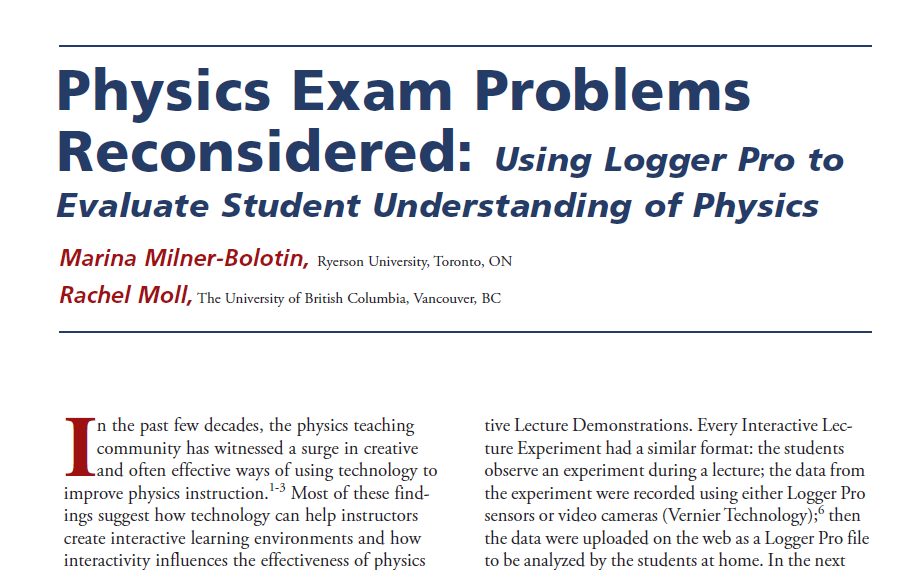 Physics Exam Problems
Reconsidered: Using Logger Pro to
Evaluate Student Understanding of Physics
Marina Milner-Bolotin, Ryerson University, Toronto, ON
Rachel Moll, The University of British Columbia, Vancouver, BC
In the past few decades, the physics teaching
community has witnessed a surge in creative
and often effective ways of using technology to
improve physics instruction.1-3 Most of these find-
ings suggest how technology can help instructors
create interactive learning environments and how
interactivity influences the effectiveness of physics
tive Lecture Demonstrations. Every Interactive Lec-
ture Experiment had a similar format: the students
observe an experiment during a lecture; the data from
the experiment were recorded using either Logger Pro
sensors or video cameras (Vernier Technology);6 then
the data were uploaded on the web as a Logger Pro file
to be analyzed by the students at home. In the next